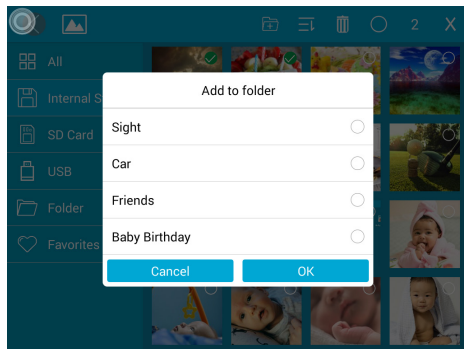 2 X
All
Internal S
SD Card
USB
Folder
Favorites
Add to folder
Sight
Car
Friends
Baby Birthday
Cancel OK